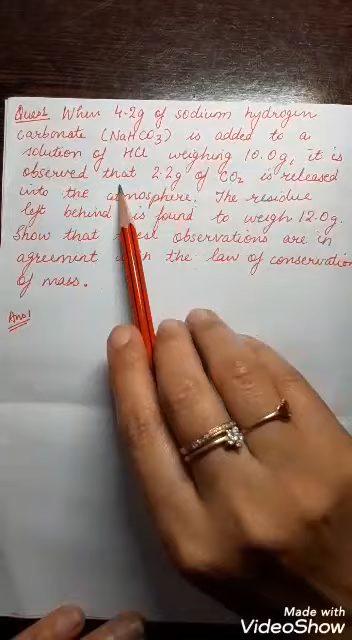 Quest When 4.2g of sodium hydrogen
carbonate (NaHCO3) is added to a
solution of HCl weighing 10.0g, it is
observed that 2.2g of CO2 is released
into the atmosphere. The residue
left behind is found to weigh 12.0g.
Show that observations are in
agreement the law of conservation
of mass.
Ans!
Made with
VideoShow